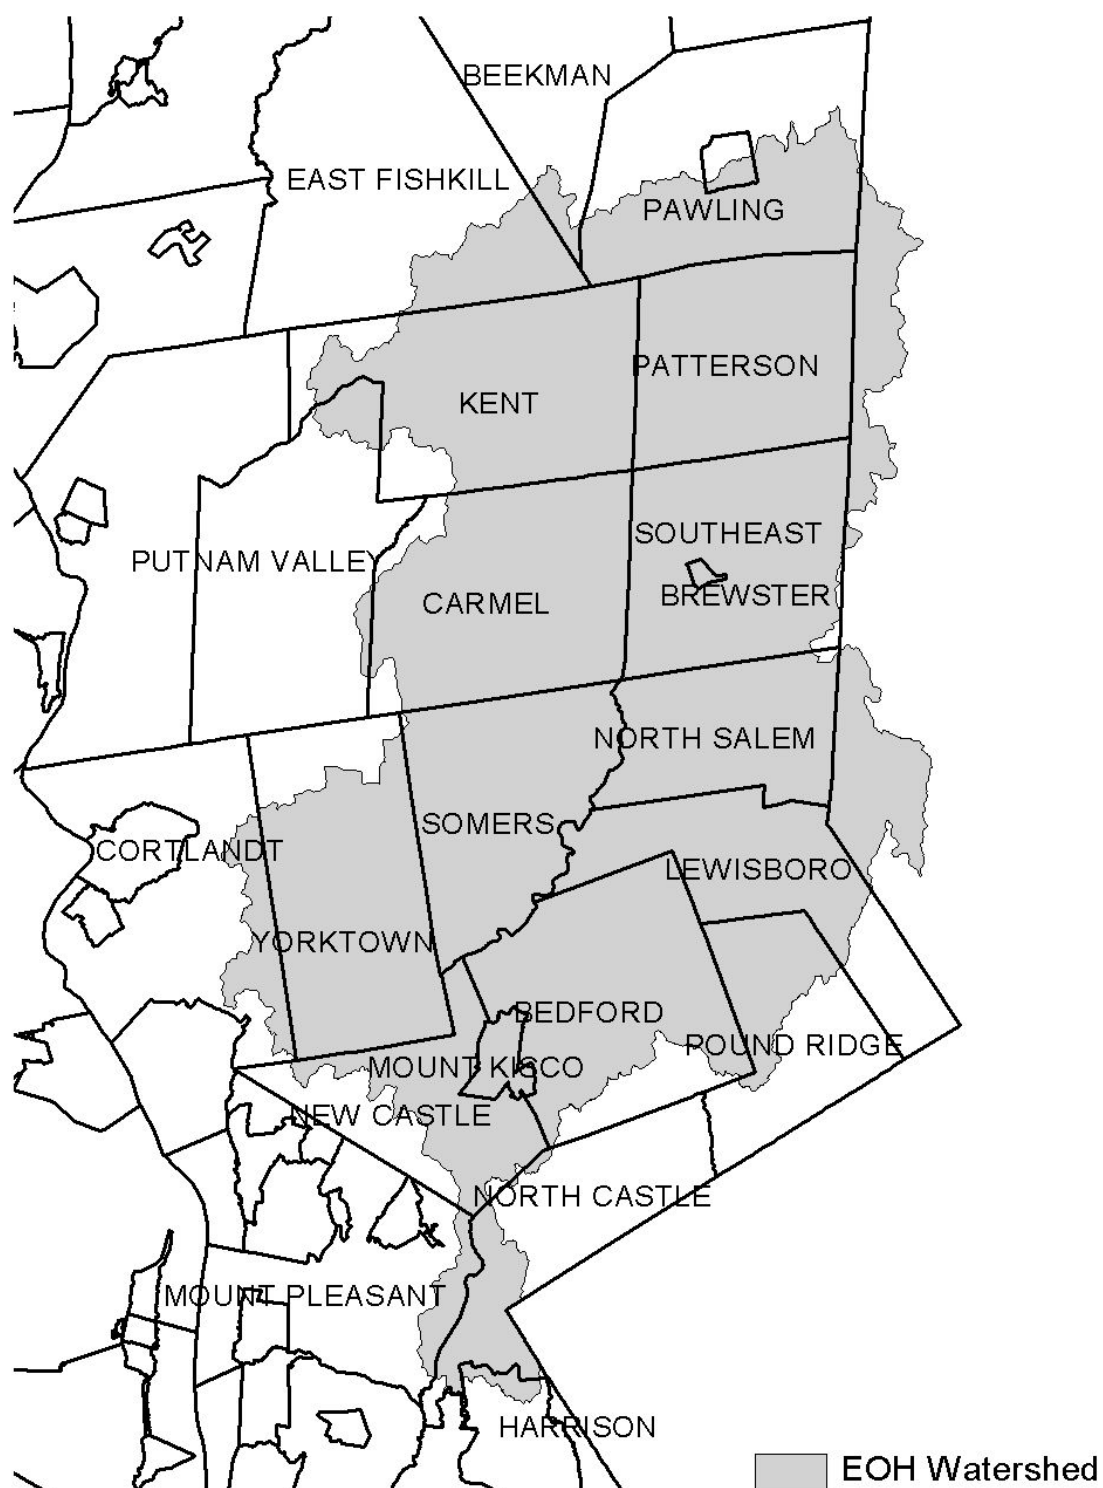 BEEKMAN
EAST FISHKILL
PAWLING
PATTERSON
KENT
SOUTHEAST
PUTNAM VALLEY
BREWSTER
CARMEL
NORTH SALEM
SOMERS
CORTLANDT
LEWISBORO
YORKTOWN
BEDFORD
POUND RIDGE
MOUNT KISCO
NEW CASTLE
NORTH CASTLE
MOUNT PLEASANT
HARRISON
EOH Watershed